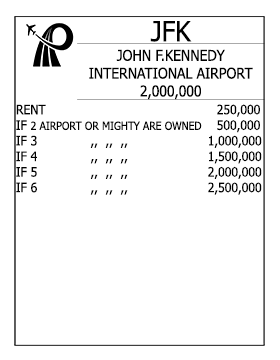 JFK
JOHN F.KENNEDY
INTERNATIONAL AIRPORT
2,000,000
RENT 250,000
IF 2 AIRPORT OR MIGHTY ARE OWNED 500,000
IF 3 ,, ,, ,, 1,000,000
IF 4 ,, ,, ,, 1,500,000
IF 5 ,, ,, ,, 2,000,000
IF 6 ,, ,, ,, 2,500,000